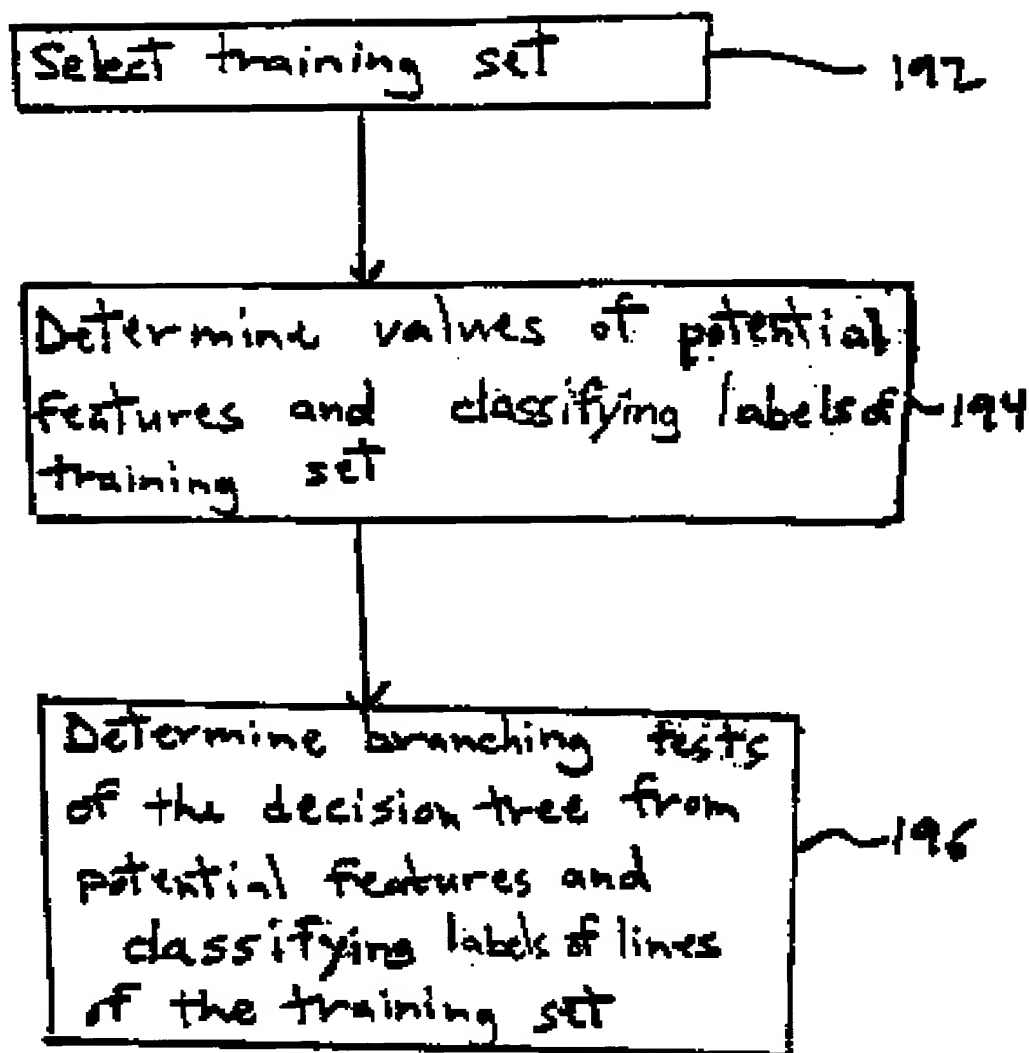 Select training set
192
Determine values of potential
features and classifying labels of
training set
194
Determine branching tests
of the decision tree from
potential features and
classifying labels of lines
of the training set
196